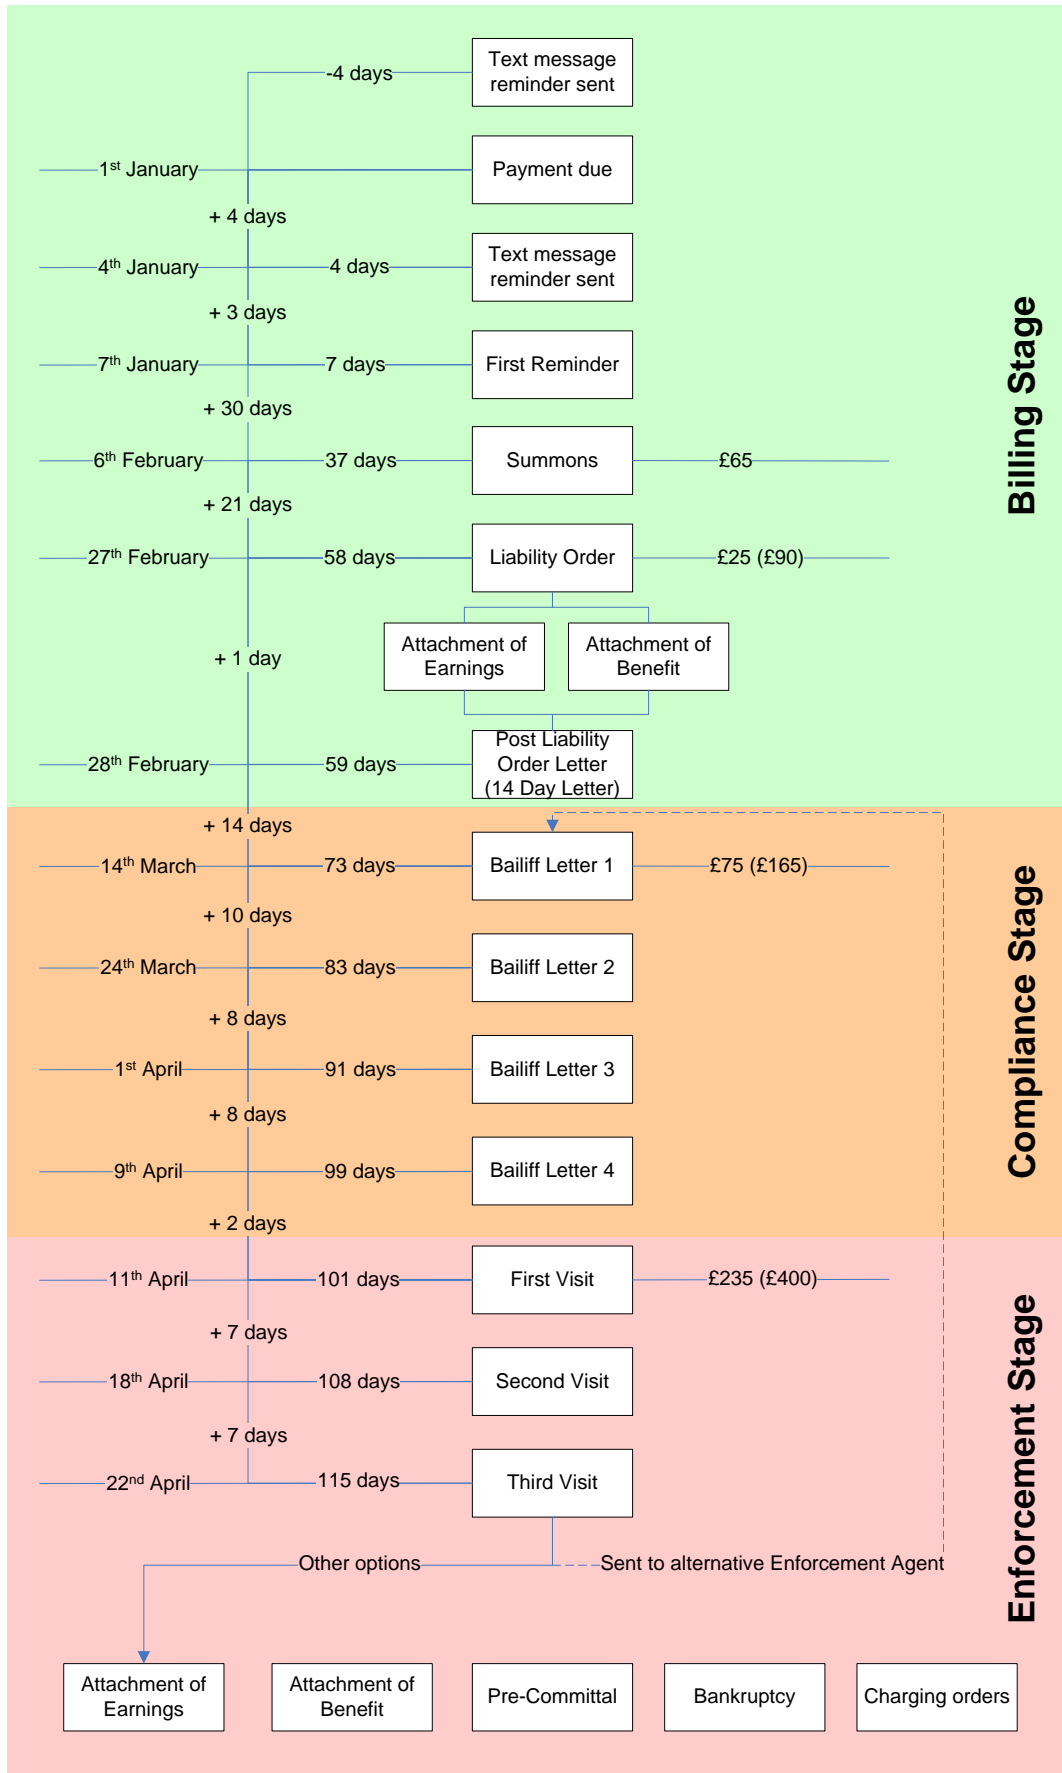 -4 days
Text message
reminder sent
1st January
Payment due
+ 4 days
4th January
4 days
Text message
reminder sent
+ 3 days
7th January
7 days
First Reminder
+ 30 days
6th February
37 days
Summons
£65
+ 21 days
27th February
58 days
Liability Order
£25 (£90)
Billing Stage
+ 1 day
Attachment of
Earnings
Attachment of
Benefit
28th February
59 days
Post Liability
Order Letter
(14 Day Letter)
+ 14 days
14th March
73 days
Bailiff Letter 1
£75 (£165)
+ 10 days
24th March
83 days
Bailiff Letter 2
+ 8 days
1st April
91 days
Bailiff Letter 3
+ 8 days
9th April
99 days
Bailiff Letter 4
Compliance Stage
+ 2 days
11th April
101 days
First Visit
£235 (£400)
+ 7 days
18th April
108 days
Second Visit
+ 7 days
22nd April
115 days
Third Visit
Other options
Sent to alternative Enforcement Agent
Enforcement Stage
Attachment of
Earnings
Attachment of
Benefit
Pre-Committal
Bankruptcy
Charging orders